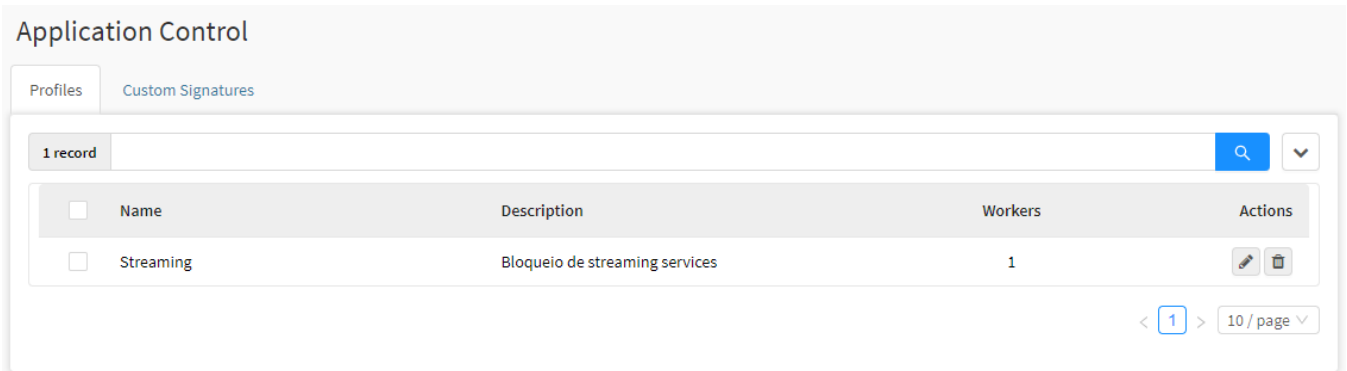 Application Control
Profiles Custom Signatures
1 record
Name Description Workers Actions
Streaming Bloqueio de streaming services 1
< 1 > 10 / page